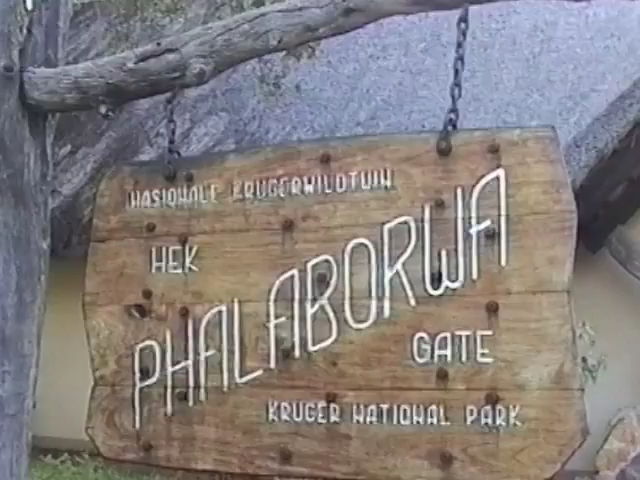 NASIONALE KRUGERWILDTUIN
HEK
PHALABORWA
GATE
KRUGER NATIONAL PARK